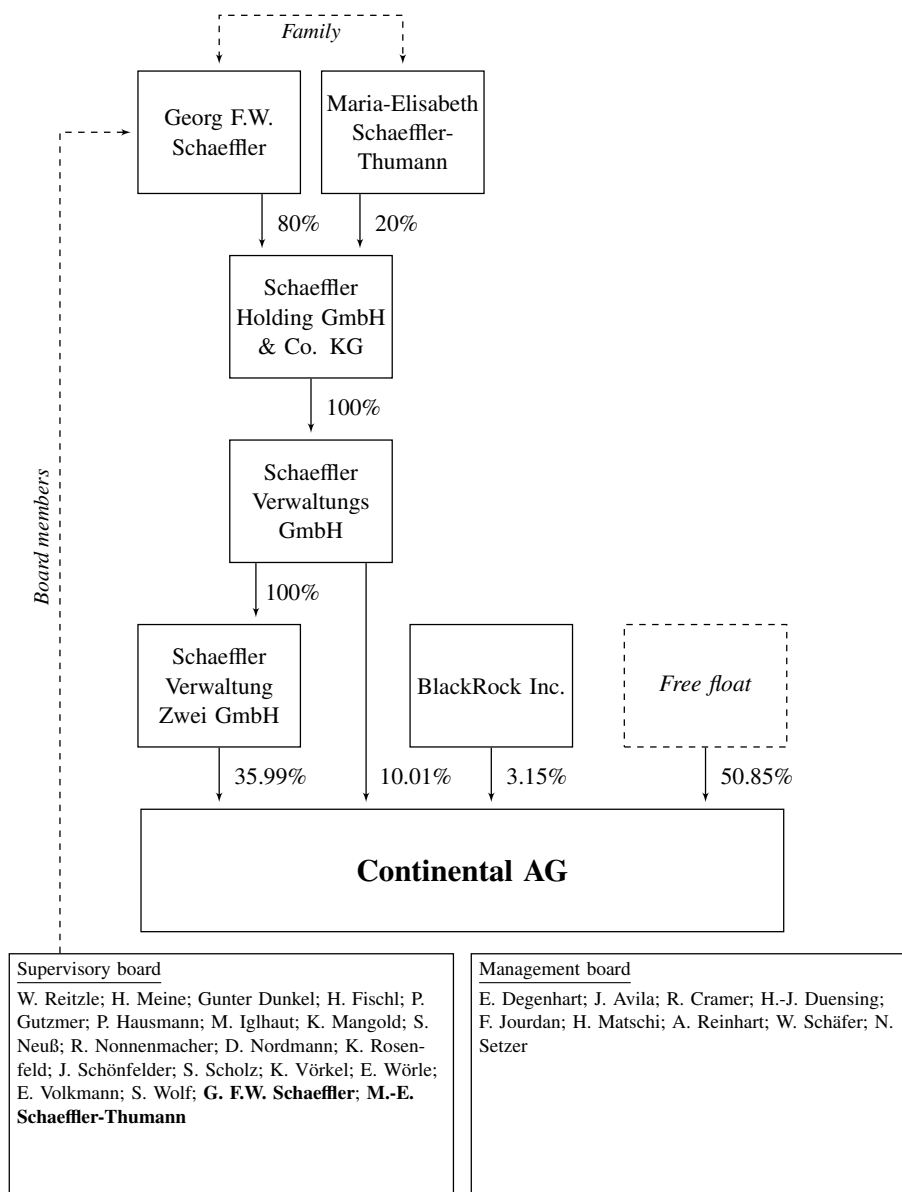 Family
Georg F.W.
Schaeffler
Maria-Elisabeth
Schaeffler-
Thumann
80%
20%
Schaeffler
Holding GmbH
& Co. KG
100%
Schaeffler
Verwaltungs
GmbH
Board members
100%
Schaeffler
Verwaltung
Zwei GmbH
BlackRock Inc.
Free float
35.99%
10.01%
3.15%
50.85%
Continental AG
Supervisory board
W. Reitzle; H. Meine; Gunter Dunkel; H. Fischl; P.
Gutzmer; P. Hausmann; M. Iglhaut; K. Mangold; S.
Neuß; R. Nonnenmacher; D. Nordmann; K. Rosen-
feld; J. Schönfelder; S. Scholz; K. Vörkel; E. Wörle;
E. Volkmann; S. Wolf; G. F.W. Schaeffler; M.-E.
Schaeffler-Thumann
Management board
E. Degenhart; J. Avila; R. Cramer; H.-J. Duensing;
F. Jourdan; H. Matschi; A. Reinhart; W. Schäfer; N.
Setzer